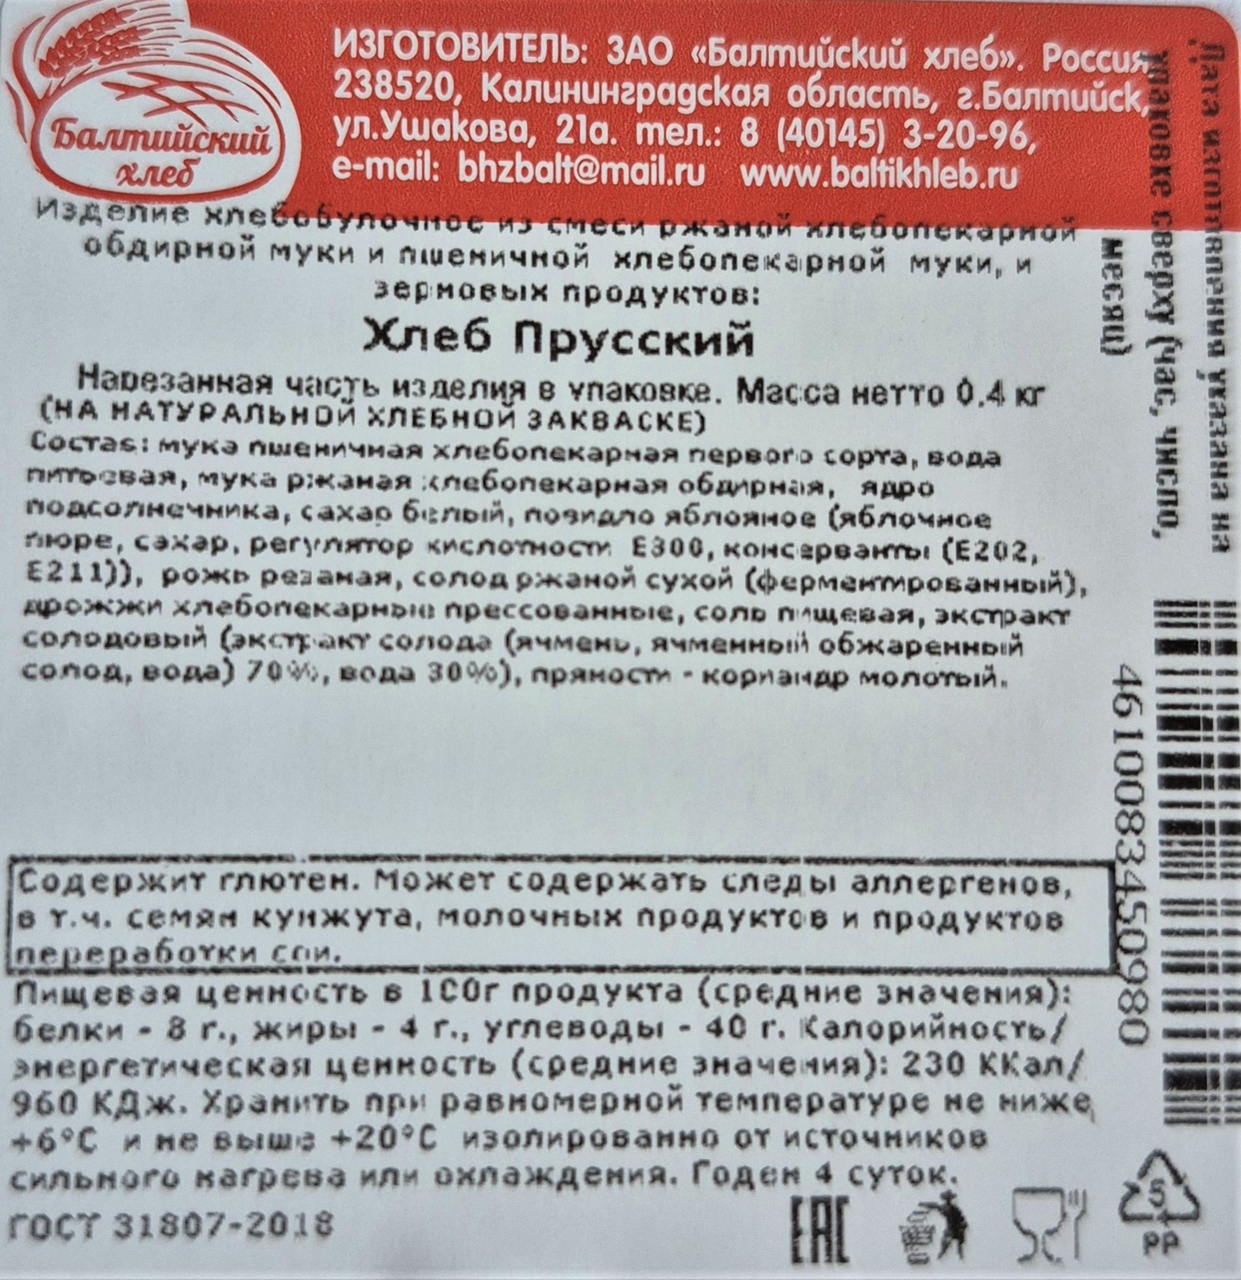 Балтийский
хлеб
ИЗГОТОВИТЕЛЬ: ЗАО «Балтийский хлеб». Россия,
238520, Калининградская область, г.Балтийск,
ул.Ушакова, 21а. тел.: 8 (40145) 3-20-96,
e-mail: bhzbalt@mail.ru www.baltikhleb.ru
Изделие хлебобулочное из смеси ржаной хлебопекарной
обдирной муки и пшеничной хлебопекарной муки, и
зерновых продуктов:
Хлеб Прусский
Нарезанная часть изделия в упаковке. Масса нетто 0.4 кг
(НА НАТУРАЛЬНОЙ ХЛЕБНОЙ ЗАКВАСКЕ)
Состав: мука пшеничная хлебопекарная первого сорта, вода
питьевая, мука ржаная хлебопекарная обдирная, ядро
подсолнечника, сахар белый, повидло яблояное (яблочное
пюре, сахар, регулятор кислотности E300, консерванты (E202,
E211)), рожь резаная, солод ржаной сухой (ферментированный),
дрожжи хлебопекарные прессованные, соль пищевая, экстракт
солодовый (экстракт солода (ячмень, ячменный обжаренный
солод, вода) 70%, вода 30%), пряности - кориандр молотый.
Содержит глютен. Может содержать следы аллергенов,
в т.ч. семян кунжута, молочных продуктов и продуктов
переработки сои.
Пищевая ценность в 100г продукта (средние значения):
белки - 8 г., жиры - 4 г., углеводы - 40 г. Калорийность/
энергетическая ценность (средние значения): 230 ККал/
960 КДж. Хранить при равномерной температуре не ниже
+6°С и не выше +20°С изолированно от источников
сильного нагрева или охлаждения. Годен 4 суток.
ГОСТ 31807-2018
EAC
5
PP
Дата изготовления указана на
упаковке сверху (час, число,
месяц)
4610083450980